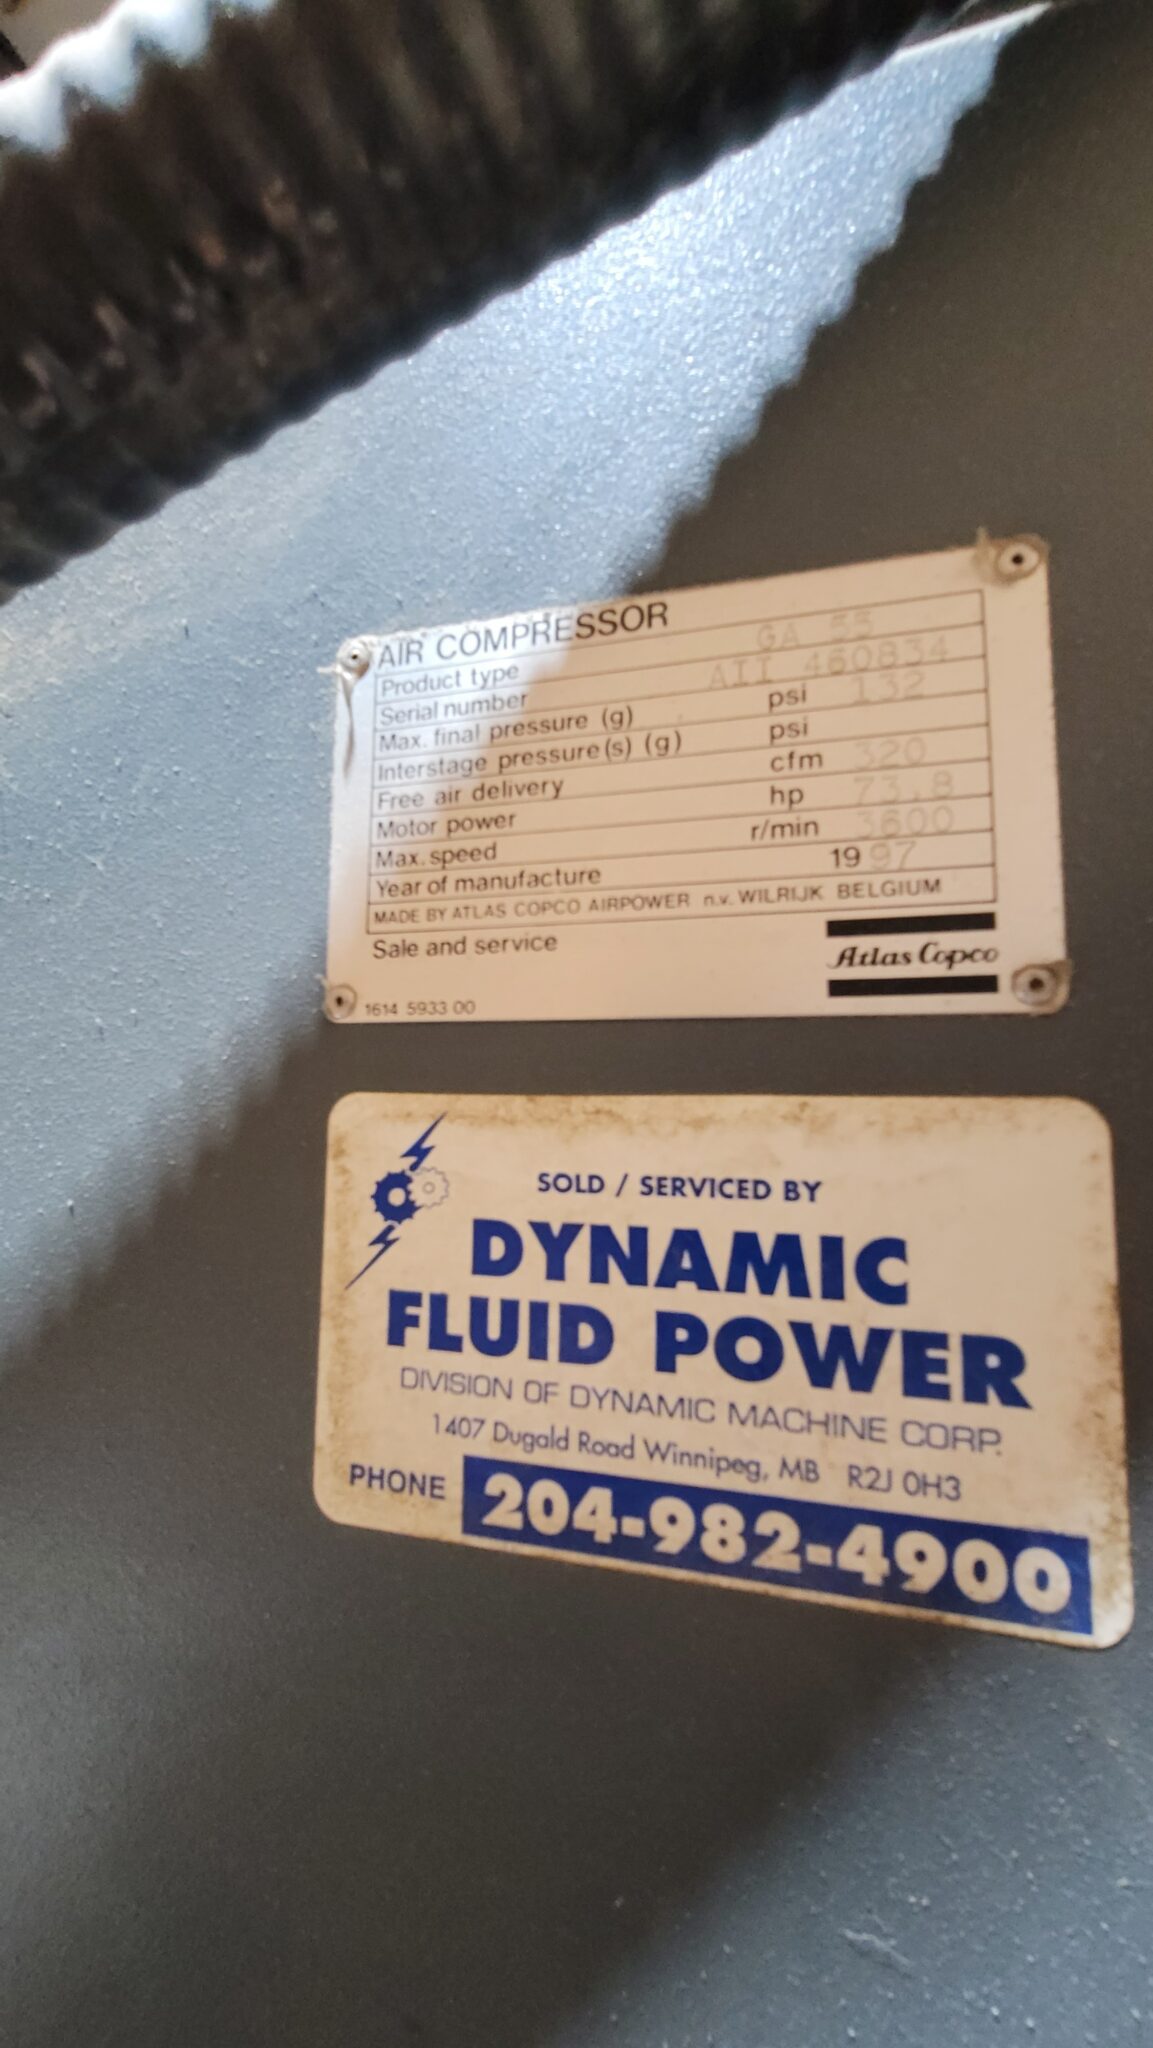 AIR COMPRESSOR
Product type GA 55
Serial number AII 460834
Max. final pressure (g) psi 132
Interstage pressure(s) (g) psi
Free air delivery cfm 320
Motor power hp 73.8
Max. speed r/min 3600
Year of manufacture 1997
MADE BY ATLAS COPCO AIRPOWER n.v. WILRIJK BELGIUM
Sale and service
Atlas Copco
1614 5933 00
SOLD / SERVICED BY
DYNAMIC
FLUID POWER
DIVISION OF DYNAMIC MACHINE CORP.
1407 Dugald Road Winnipeg, MB R2J 0H3
PHONE 204-982-4900